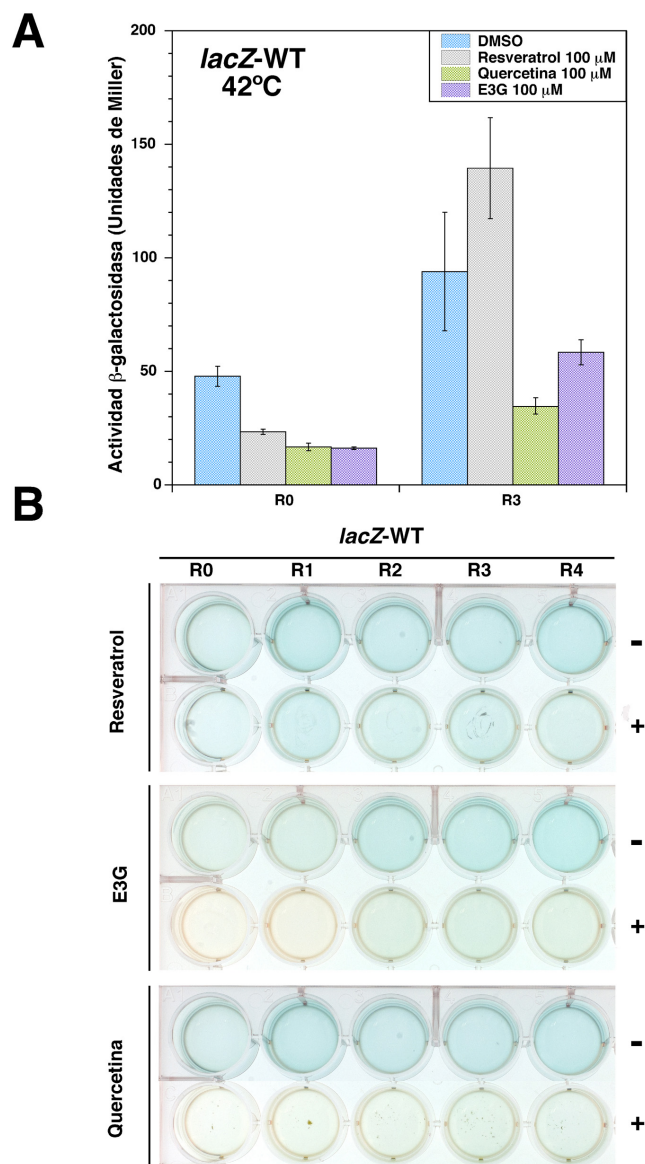 A
lacZ-WT
42ºC
DMSO
Resveratrol 100 µM
Quercetina 100 µM
E3G 100 µM
Actividad β-galactosidasa (Unidades de Miller)
200
150
100
50
0
R0
R3
B
lacZ-WT
R0 R1 R2 R3 R4
Resveratrol
-
+
E3G
-
+
Quercetina
-
+